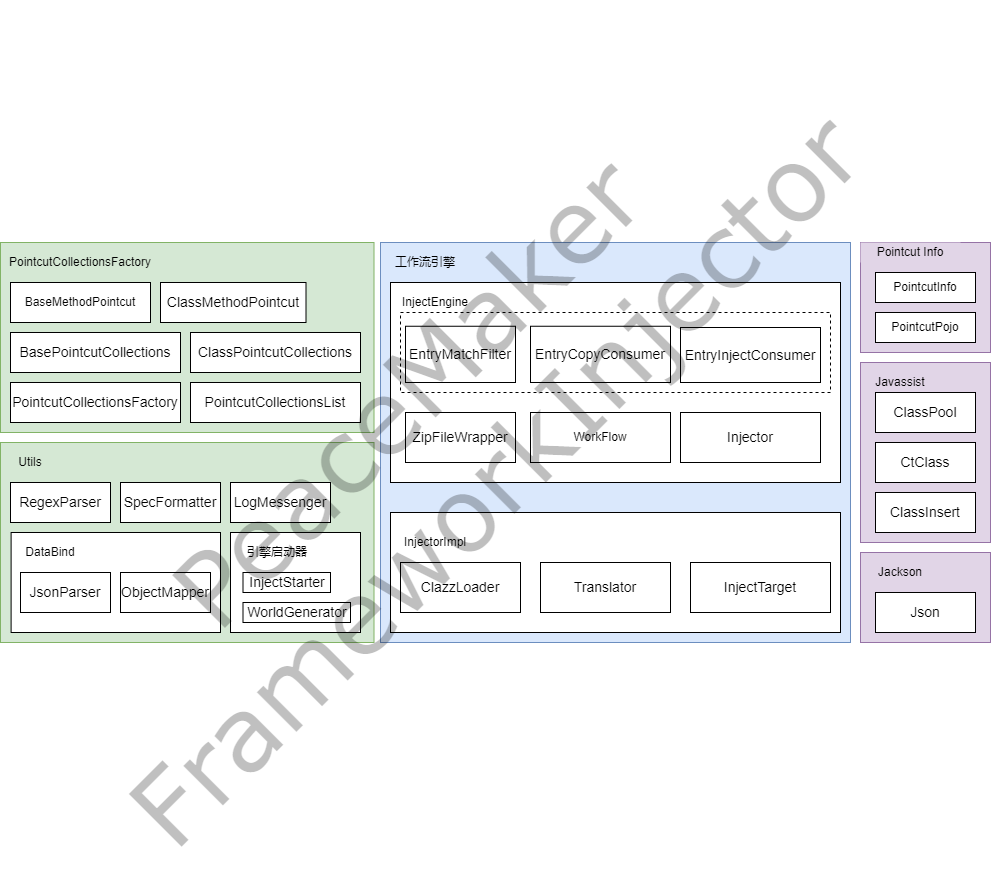 PointcutCollectionsFactory
BaseMethodPointcut
ClassMethodPointcut
BasePointcutCollections
ClassPointcutCollections
PointcutCollectionsFactory
PointcutCollectionsList
Utils
RegexParser
SpecFormatter
LogMessenger
DataBind
JsonParser
ObjectMapper
引擎启动器
InjectStarter
WorldGenerator
工作流引擎
InjectEngine
EntryMatchFilter
EntryCopyConsumer
EntryInjectConsumer
ZipFileWrapper
WorkFlow
Injector
InjectorImpl
ClazzLoader
Translator
InjectTarget
Pointcut Info
PointcutInfo
PointcutPojo
Javassist
ClassPool
CtClass
ClassInsert
Jackson
Json
PeaceMaker
FrameworkInjector